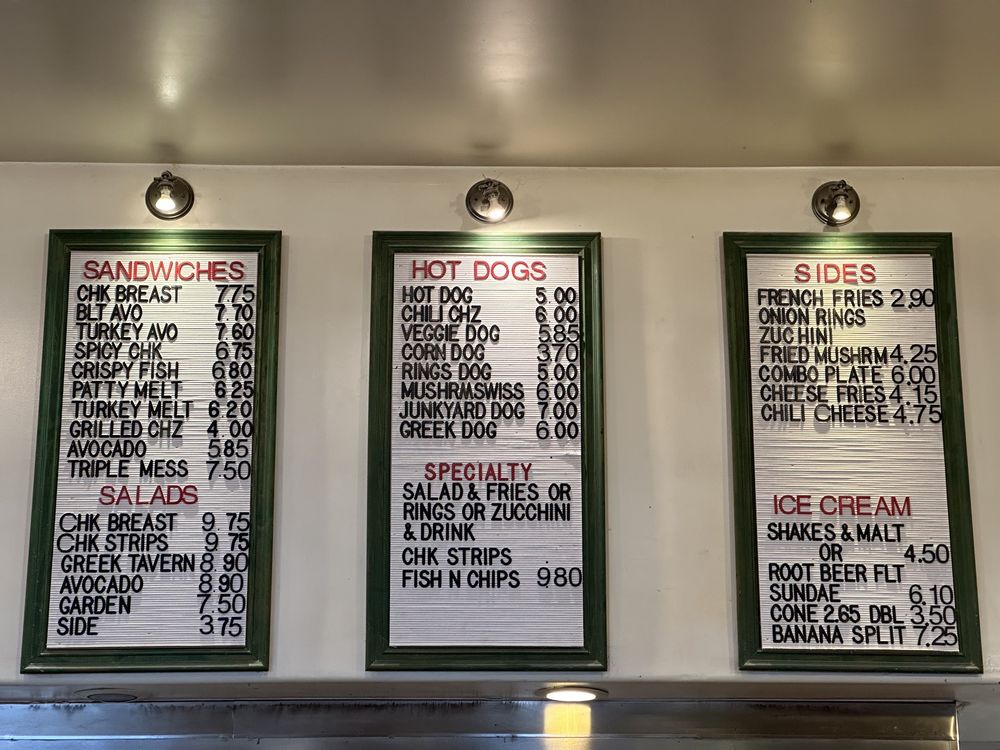 SANDWICHES
CHK BREAST 7.75
BLT AVO 7.70
TURKEY AVO 7.60
SPICY CHK 6.75
CRISPY FISH 6.80
PATTY MELT 6.25
TURKEY MELT 6.20
GRILLED CHZ 4.00
AVOCADO 5.85
TRIPLE MESS 7.50
SALADS
CHK BREAST 9.75
CHK STRIPS 9.75
GREEK TAVERN 8.90
AVOCADO 8.90
GARDEN 7.50
SIDE 3.75
HOT DOGS
HOT DOG 5.00
CHILI CHZ 6.00
VEGGIE DOG 5.85
CORN DOG 3.70
RINGS DOG 5.00
MUSHRMSWISS 6.00
JUNKYARD DOG 7.00
GREEK DOG 6.00
SPECIALTY
SALAD & FRIES OR
RINGS OR ZUCCHINI
& DRINK
CHK STRIPS
FISH N CHIPS 9.80
SIDES
FRENCH FRIES 2.90
ONION RINGS
ZUCHINI
FRIED MUSHRM 4.25
COMBO PLATE 6.00
CHEESE FRIES 4.15
CHILI CHEESE 4.75
ICE CREAM
SHAKES & MALT
OR 4.50
ROOT BEER FLT
SUNDAE 6.10
CONE 2.65 DBL 3.50
BANANA SPLIT 7.25